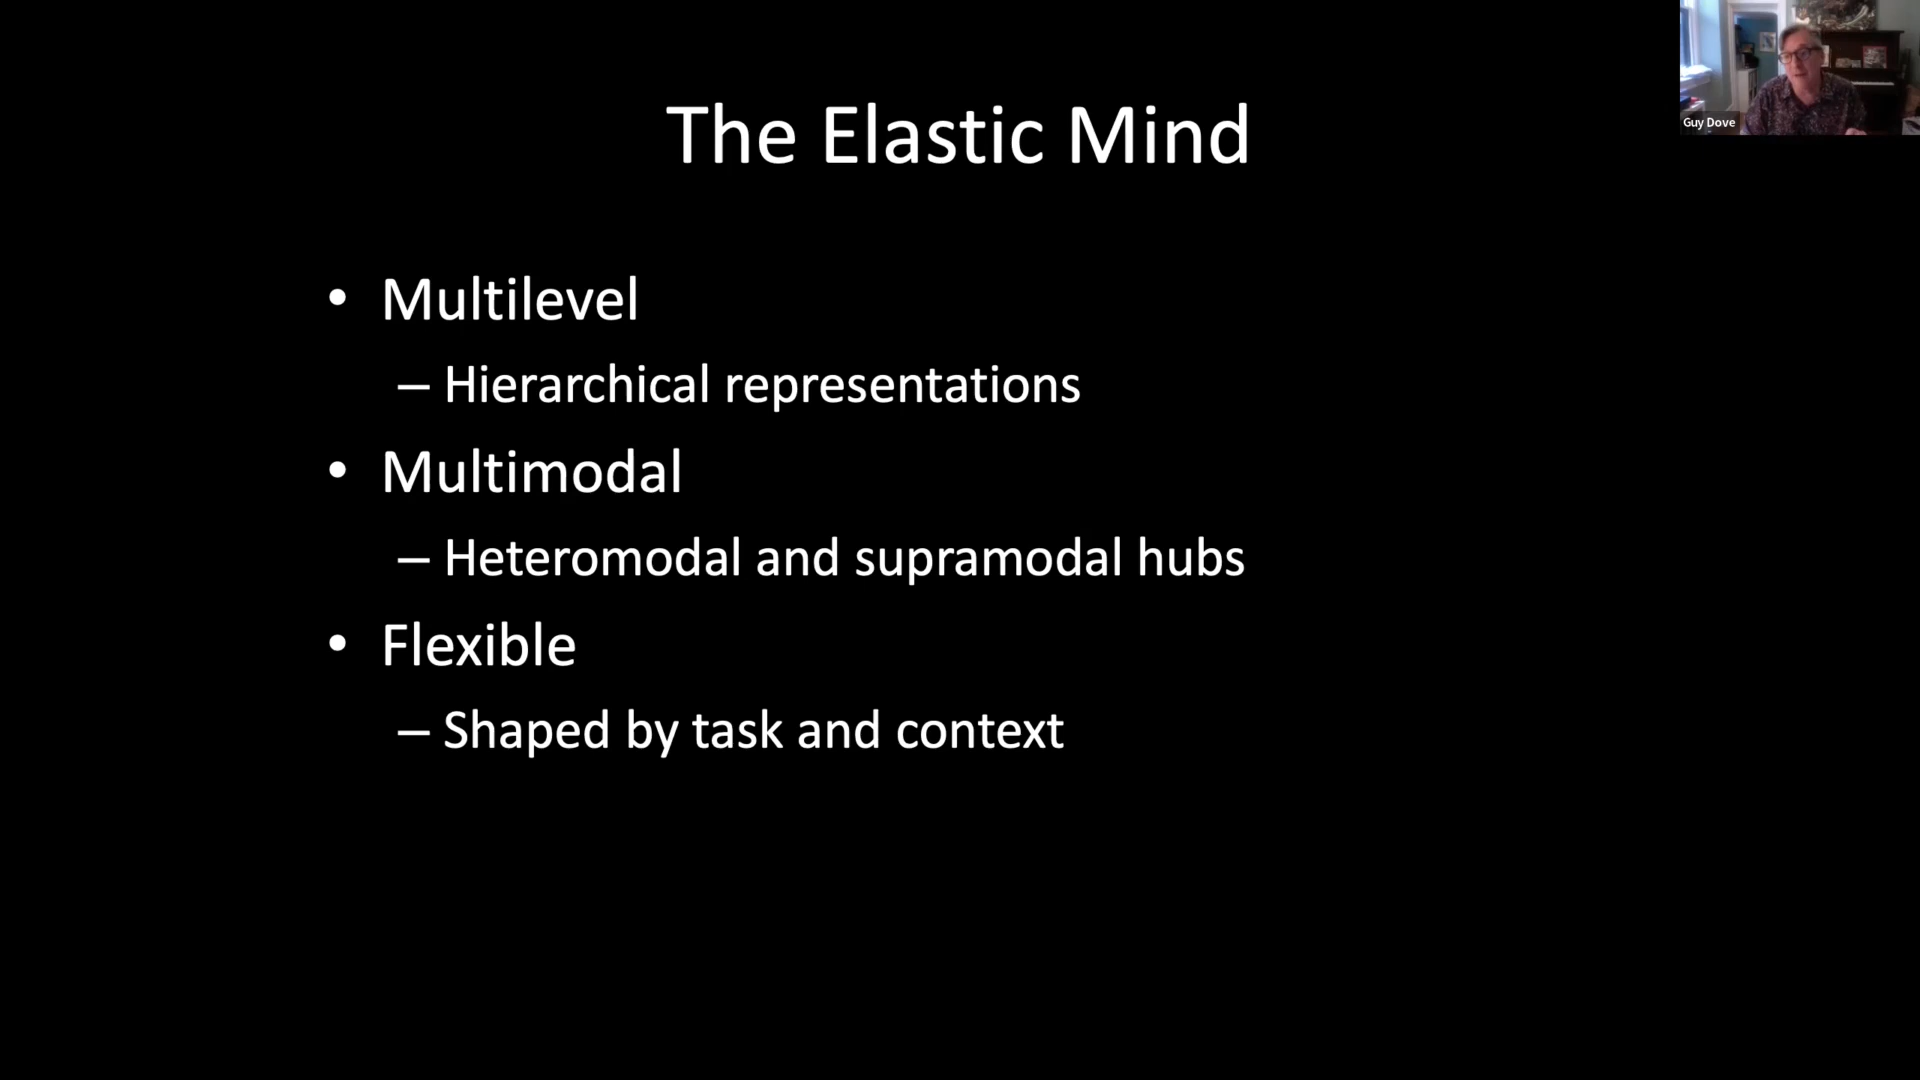 The Elastic Mind
• Multilevel
– Hierarchical representations
• Multimodal
– Heteromodal and supramodal hubs
• Flexible
– Shaped by task and context
Guy Dove